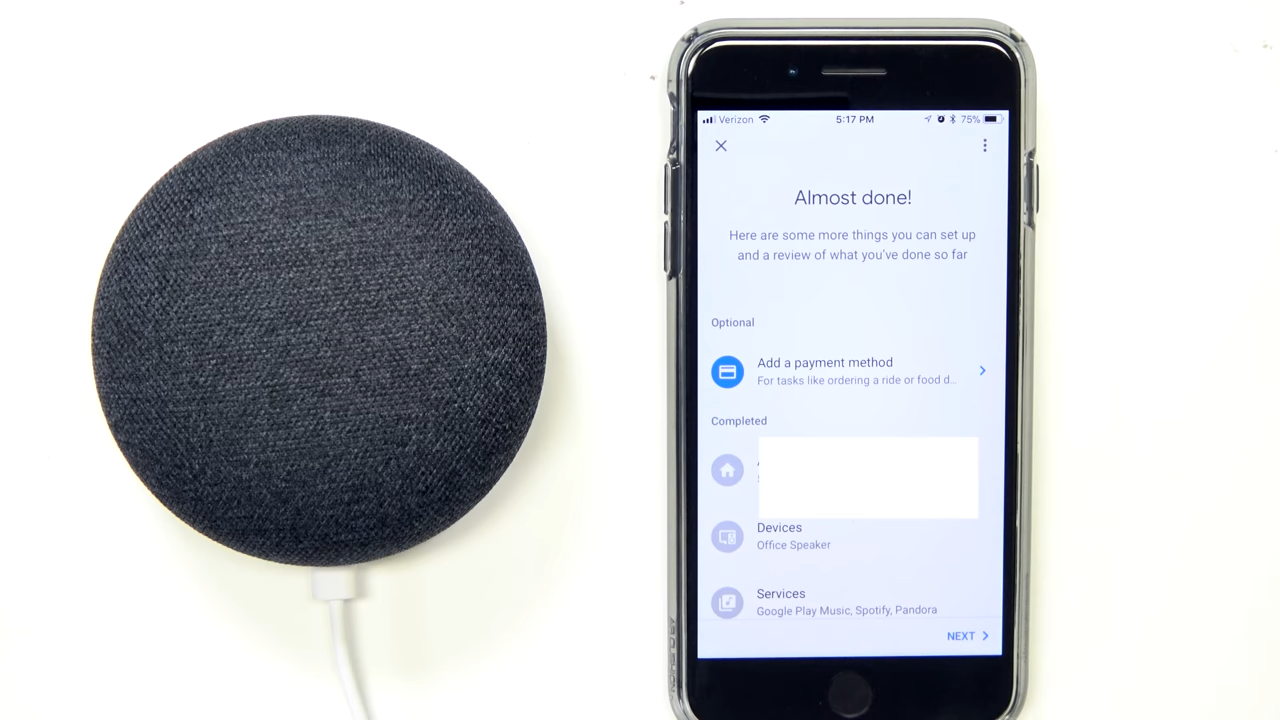 Verizon 5:17 PM 75%
Almost done!
Here are some more things you can set up
and a review of what you've done so far
Optional
Add a payment method
For tasks like ordering a ride or food d...
Completed
Devices
Office Speaker
Services
Google Play Music, Spotify, Pandora
NEXT